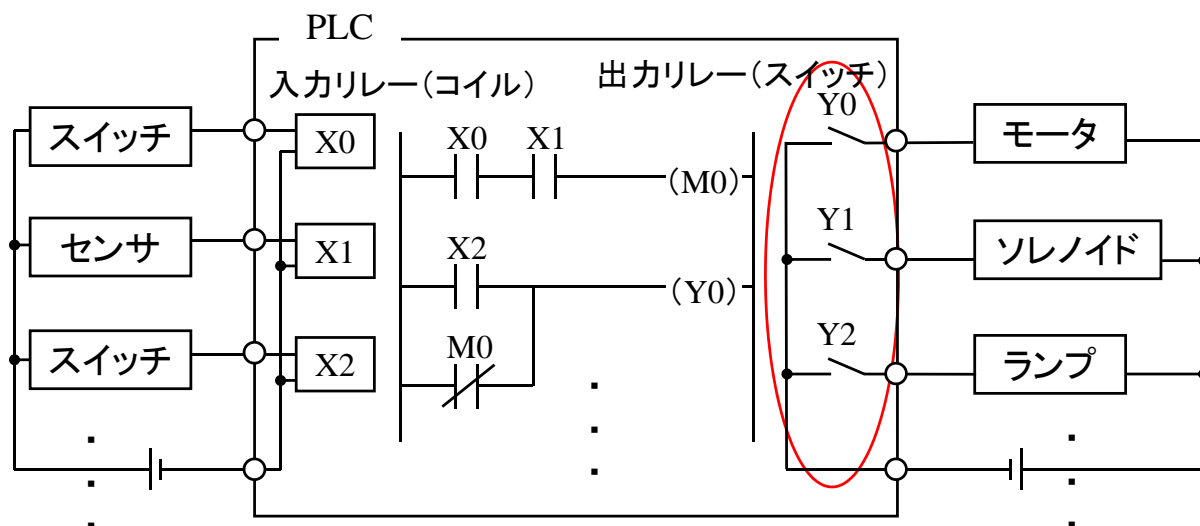 PLC
入力リレー(コイル)
出力リレー(スイッチ)
スイッチ
X0
X0
X1
(M0)
Y0
モータ
センサ
X1
X2
(Y0)
Y1
ソレノイド
スイッチ
X2
M0
Y2
ランプ